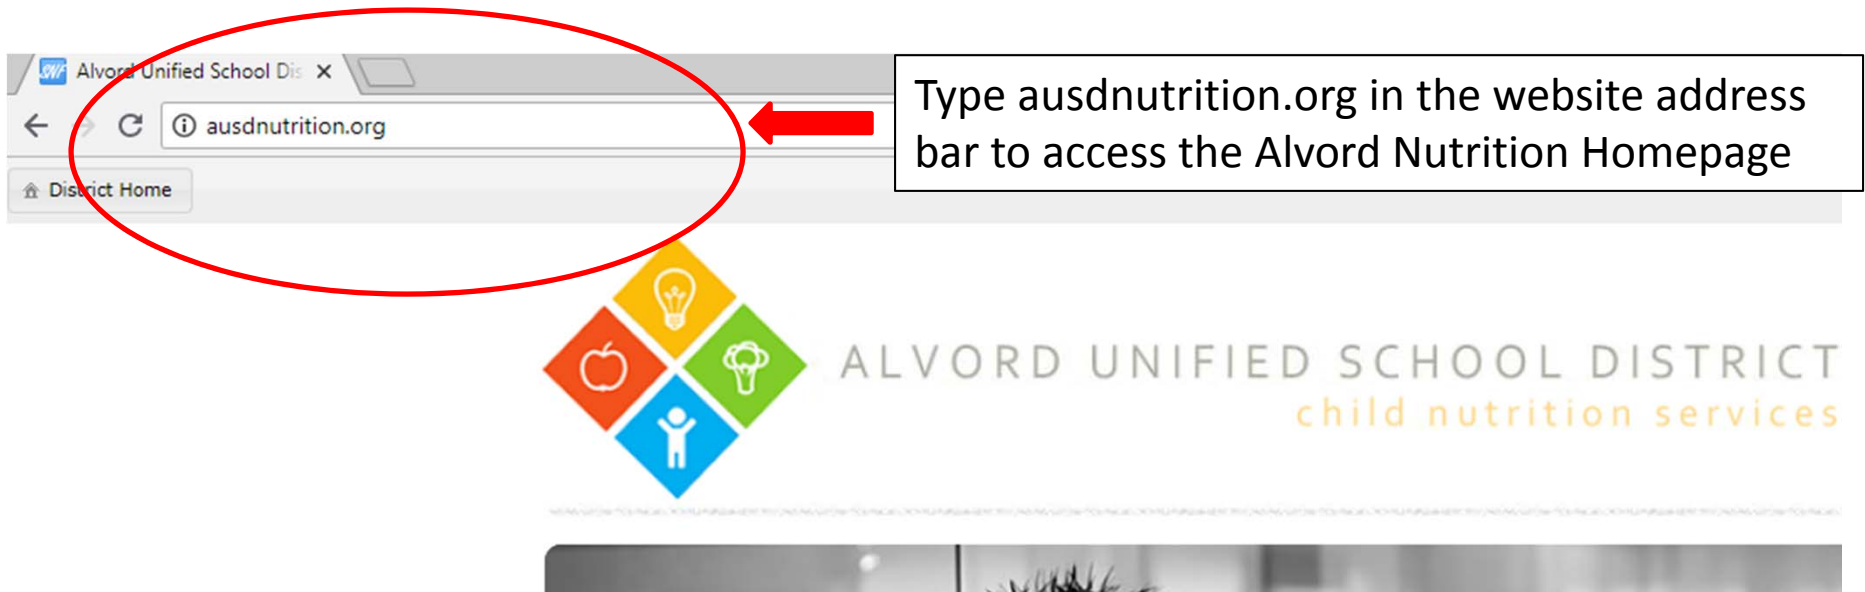 Alvord Unified School Dis
ausdnutrition.org
District Home
Type ausdnutrition.org in the website address
bar to access the Alvord Nutrition Homepage
ALVORD UNIFIED SCHOOL DISTRICT
child nutrition services